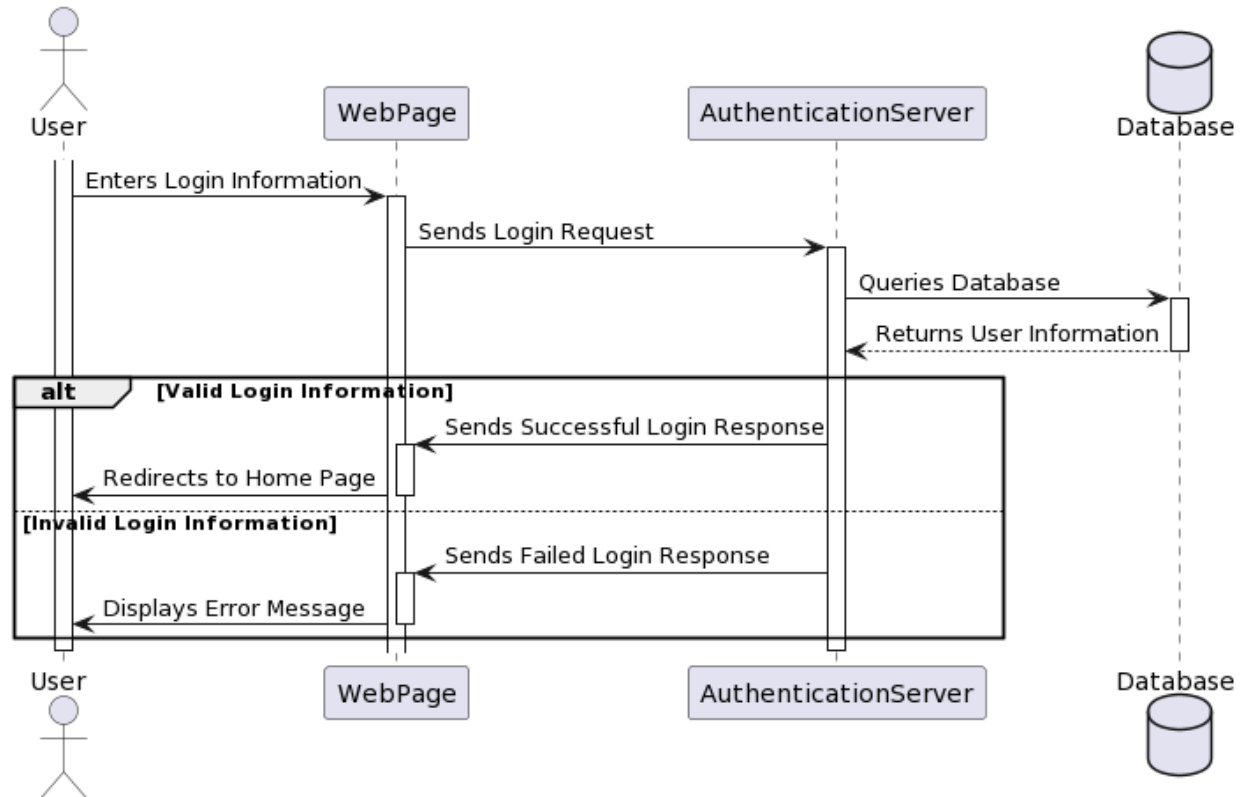 User
WebPage
AuthenticationServer
Database
Enters Login Information
Sends Login Request
Queries Database
Returns User Information
alt [Valid Login Information]
Sends Successful Login Response
Redirects to Home Page
[Invalid Login Information]
Sends Failed Login Response
Displays Error Message
User
WebPage
AuthenticationServer
Database